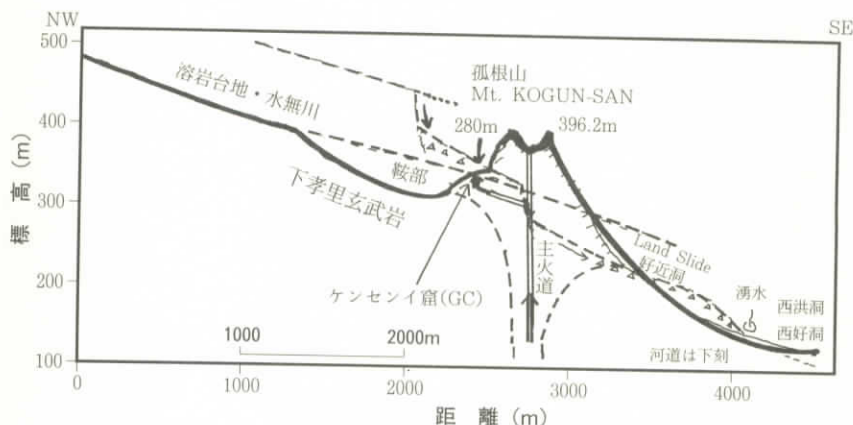 NW
SE
500
400
300
200
100
標 高 (m)
溶岩台地・水無川
孤根山
Mt. KOGUN-SAN
280m
396.2m
鞍部
下孝里玄武岩
ケンセンイ窟(GC)
主火道
Land Slide
好近洞
湧水
西洪洞
西好洞
河道は下刻
1000
2000m
0
1000
2000
3000
4000
距 離 (m)